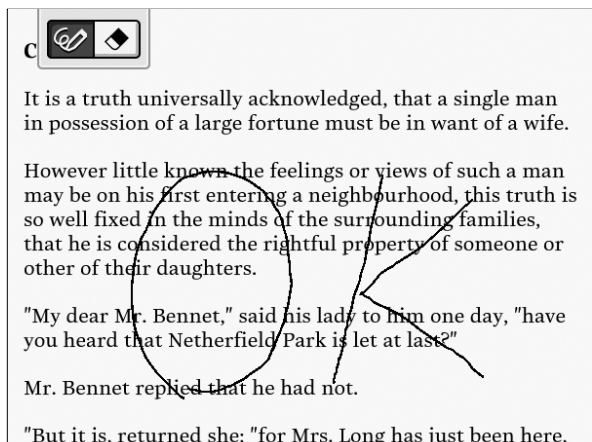 C
It is a truth universally acknowledged, that a single man
in possession of a large fortune must be in want of a wife.
However little known the feelings or views of such a man
may be on his first entering a neighbourhood, this truth is
so well fixed in the minds of the surrounding families,
that he is considered the rightful property of someone or
other of their daughters.
"My dear Mr. Bennet," said his lady to him one day, "have
you heard that Netherfield Park is let at last?"
Mr. Bennet replied that he had not.
"But it is, returned she; "for Mrs. Long has just been here,
OK